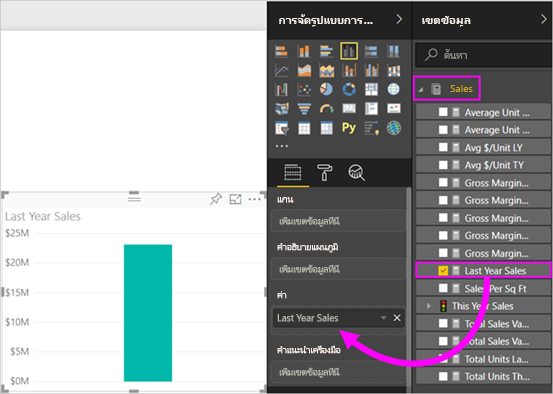 Last Year Sales
$25M
$20M
$15M
$10M
$5M
$0M
การจัดรูปแบบการ...
Py
แกน
เพิ่มเขตข้อมูลที่นี่
คำอธิบายแผนภูมิ
เพิ่มเขตข้อมูลที่นี่
ค่า
Last Year Sales
คำแนะนำเครื่องมือ
เพิ่มเขตข้อมูลที่นี่
เขตข้อมูล
ค้นหา
Sales
Average Unit ...
Average Unit ...
Avg $/Unit LY
Avg $/Unit TY
Gross Margin...
Gross Margin...
Gross Margin...
Gross Margin...
Gross Margin...
Last Year Sales
Sales Per Sq Ft
This Year Sales
Total Sales Va...
Total Sales Va...
Total Units La...
Total Units Th...